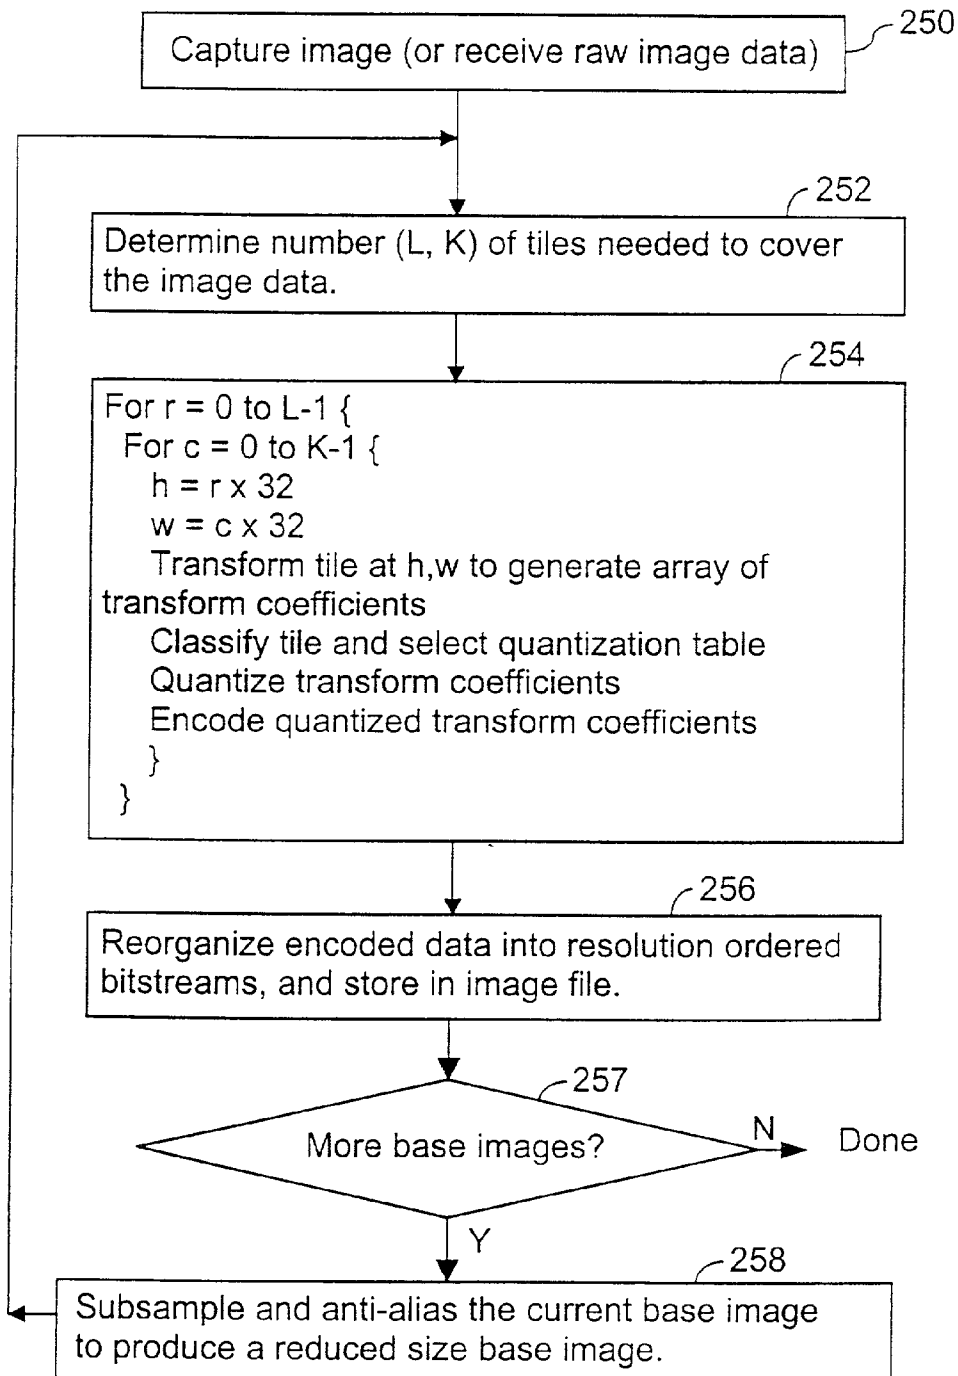 Capture image (or receive raw image data)
250
252
Determine number (L, K) of tiles needed to cover
the image data.
254
For r = 0 to L-1 {
For c = 0 to K-1 {
h = r x 32
w = c x 32
Transform tile at h,w to generate array of
transform coefficients
Classify tile and select quantization table
Quantize transform coefficients
Encode quantized transform coefficients
}
}
256
Reorganize encoded data into resolution ordered
bitstreams, and store in image file.
257
More base images?
N
Done
Y
258
Subsample and anti-alias the current base image
to produce a reduced size base image.